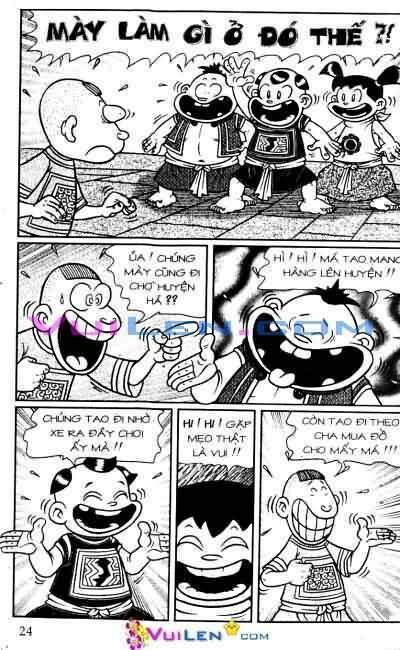 MÀY LÀM GÌ Ở ĐÓ THẾ ?!
ỦA ! CHÚNG
MÀY CŨNG ĐI
CHỢ HUYỆN
HẢ ??
HÌ ! HÌ ! MÁ TAO MANG
HÀNG LÊN HUYỆN !!
VUILEN.COM
CHÚNG TAO ĐI NHỜ
XE RA ĐÂY CHƠI
ẤY MÀ !!
HI ! HI ! GẶP
MẸO THẬT
LÀ VUI !
CÒN TAO ĐI THEO
CHA MUA ĐỒ
CHO MẤY MÁ !!!
24
VUILEN.COM